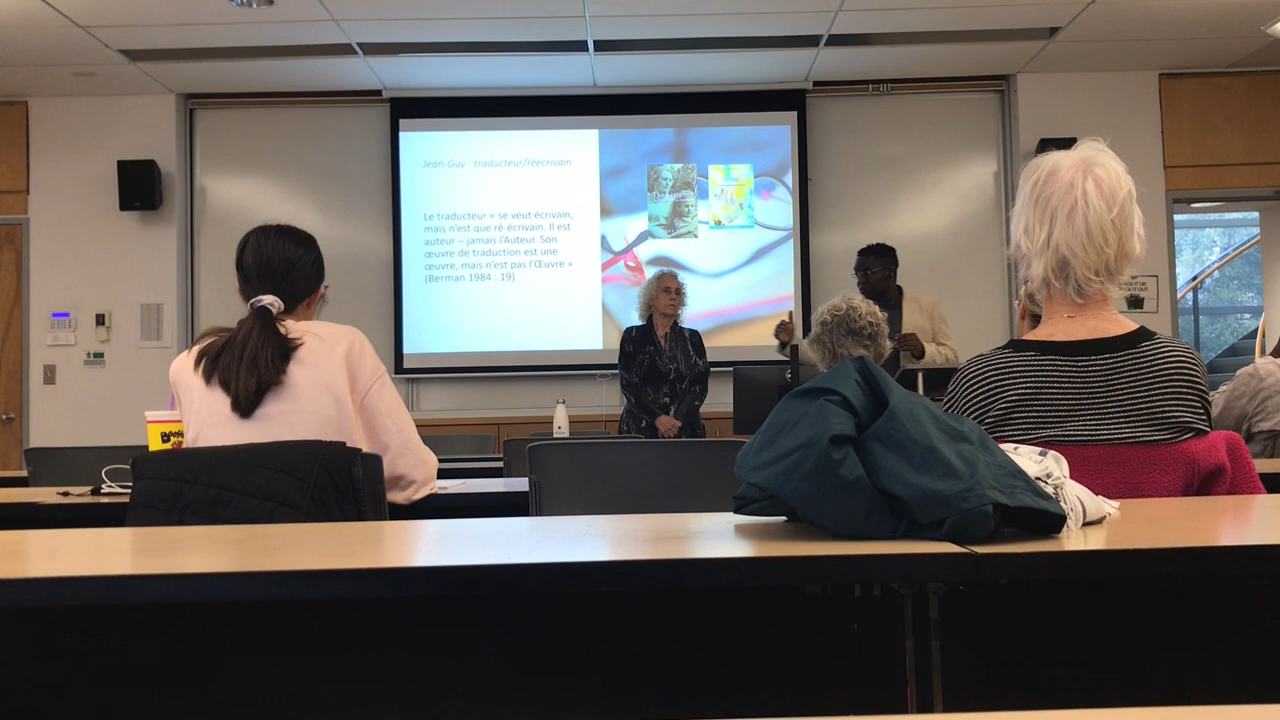 Jean-Guy : traducteur/réécrivain
Le traducteur « se veut écrivain,
mais n'est que ré-écrivain. Il est
auteur – jamais l'Auteur. Son
œuvre de traduction est une
œuvre, mais n'est pas l'Œuvre »
(Berman 1984 : 19)